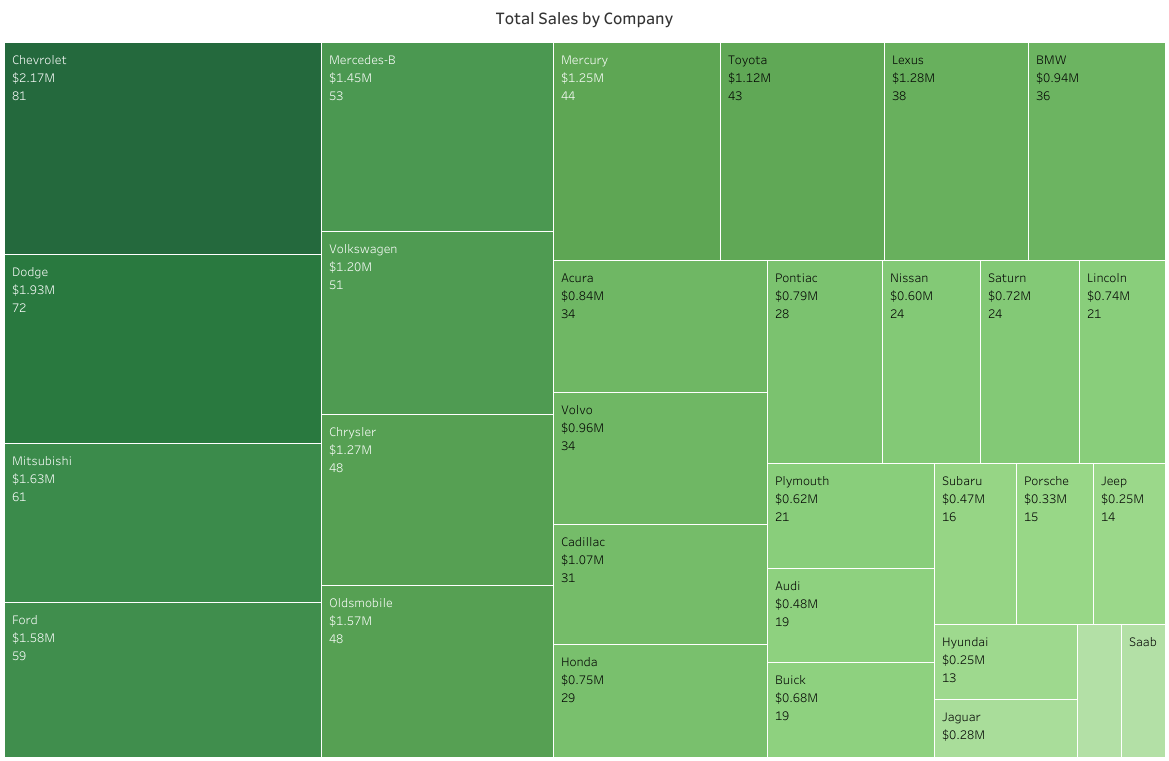 Total Sales by Company
Chevrolet
$2.17M
81
Dodge
$1.93M
72
Mitsubishi
$1.63M
61
Ford
$1.58M
59
Mercedes-B
$1.45M
53
Volkswagen
$1.20M
51
Chrysler
$1.27M
48
Oldsmobile
$1.57M
48
Mercury
$1.25M
44
Toyota
$1.12M
43
Lexus
$1.28M
38
BMW
$0.94M
36
Acura
$0.84M
34
Volvo
$0.96M
34
Cadillac
$1.07M
31
Honda
$0.75M
29
Pontiac
$0.79M
28
Nissan
$0.60M
24
Saturn
$0.72M
24
Lincoln
$0.74M
21
Plymouth
$0.62M
21
Audi
$0.48M
19
Buick
$0.68M
19
Subaru
$0.47M
16
Porsche
$0.33M
15
Jeep
$0.25M
14
Hyundai
$0.25M
13
Jaguar
$0.28M
Saab